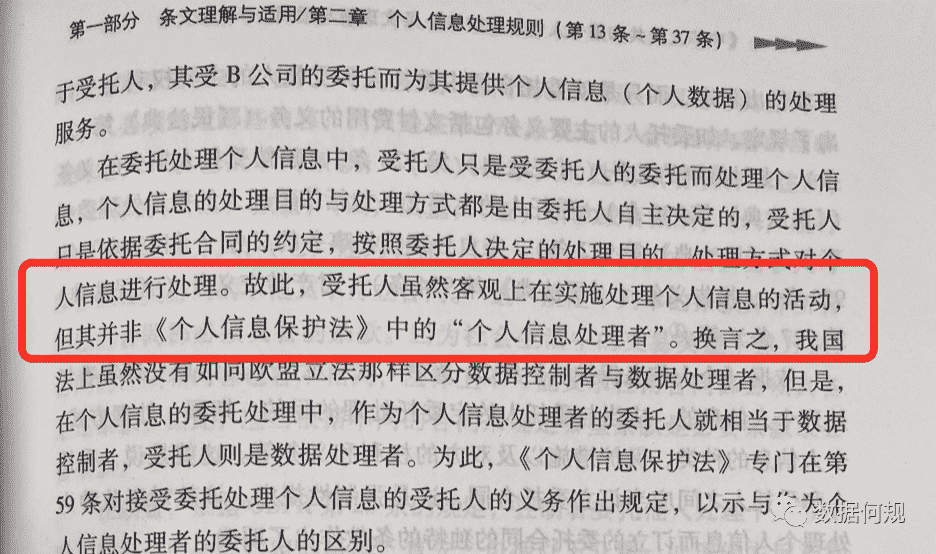 第一部分 条文理解与适用/第二章 个人信息处理规则（第13条~第37条）
于受托人，其受B公司的委托而为其提供个人信息（个人数据）的处理
服务。
在委托处理个人信息中，受托人只是受委托人的委托而处理个人信
息，个人信息的处理目的与处理方式都是由委托人自主决定的，受托人
只是依据委托合同的约定，按照委托人决定的处理目的、处理方式对个
人信息进行处理。故此，受托人虽然客观上在实施处理个人信息的活动，
但其并非《个人信息保护法》中的“个人信息处理者”。换言之，我国
法上虽然没有如同欧盟立法那样区分数据控制者与数据处理者，但是，
在个人信息的委托处理中，作为个人信息处理者的委托人就相当于数据
控制者，受托人则是数据处理者。为此，《个人信息保护法》专门在第
59条对接受委托处理个人信息的受托人的义务作出规定，以示与作为个
人信息处理者的委托人的区别。
数据何规